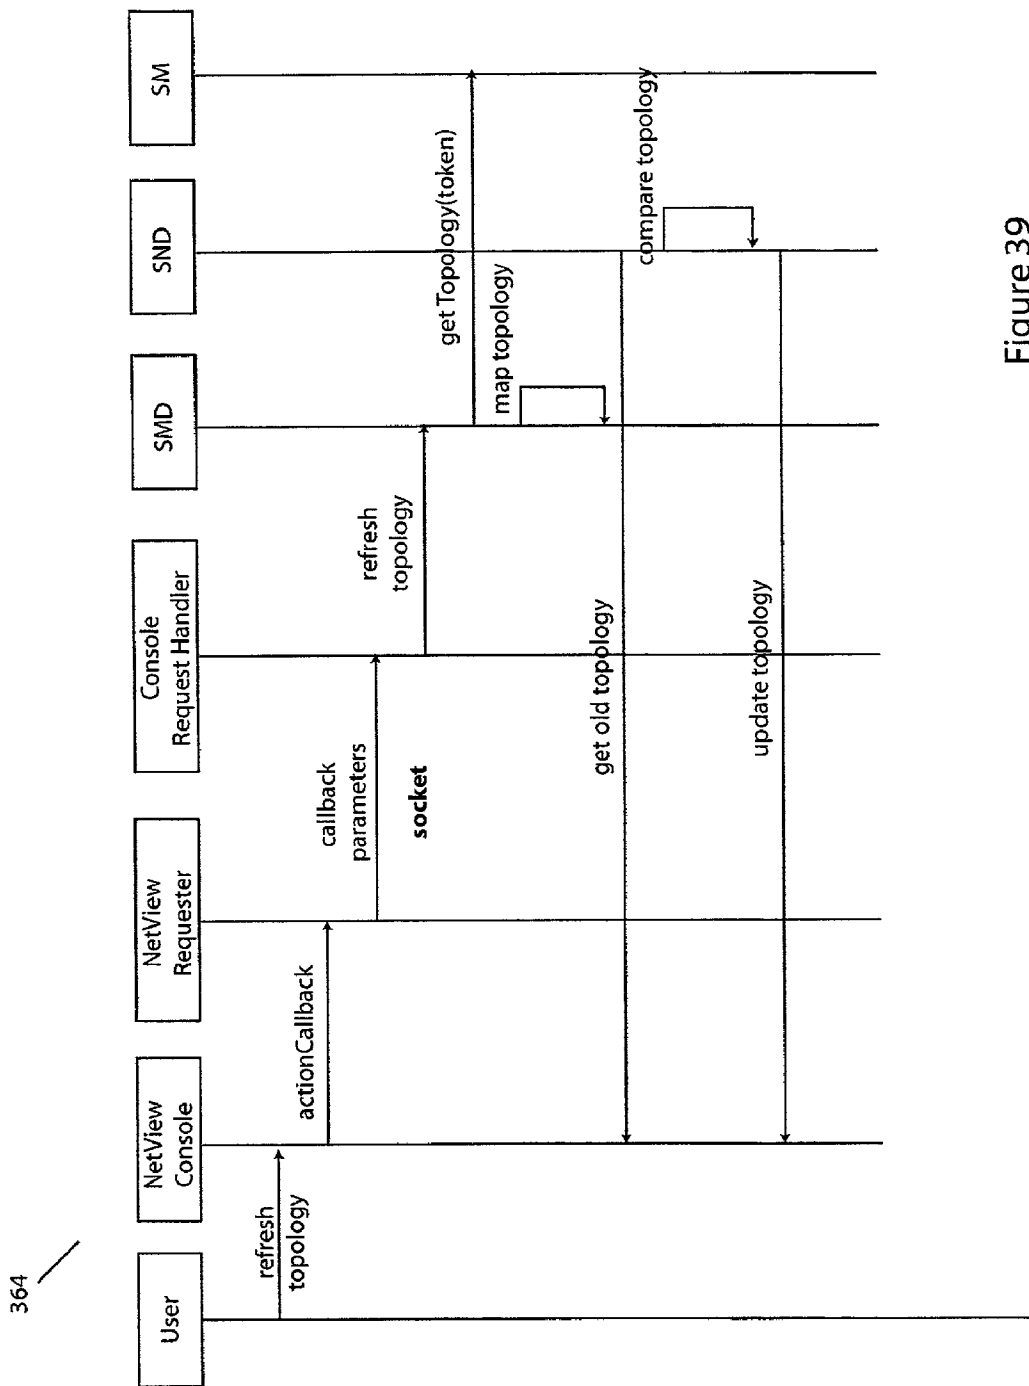 364
User
NetView
Console
NetView
Requester
Console
Request Handler
SMD
SND
SM
refresh
topology
actionCallback
callback
parameters
socket
refresh
topology
get Topology(token)
map topology
get old topology
compare topology
update topology
Figure 39